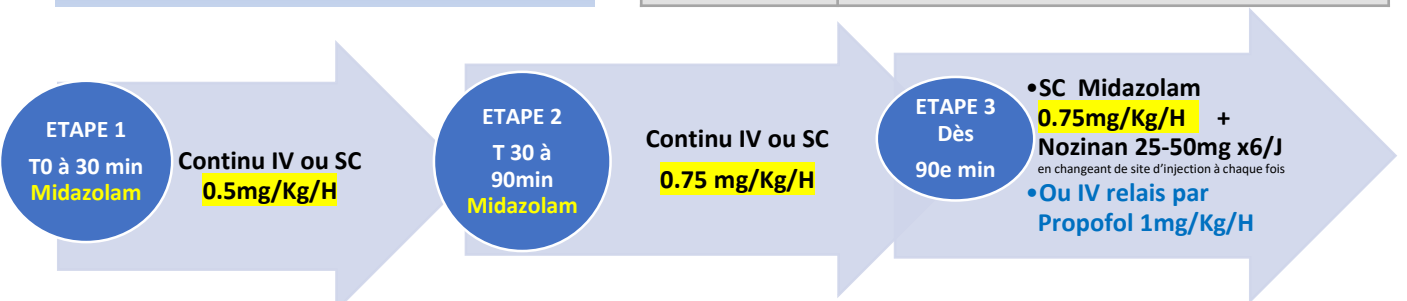 ETAPE 1
T0 à 30 min
Midazolam
Continu IV ou SC
0.5mg/Kg/H
ETAPE 2
T 30 à
90min
Midazolam
Continu IV ou SC
0.75 mg/Kg/H
ETAPE 3
Dès
90e min
•SC Midazolam
0.75mg/Kg/H +
Nozinan 25-50mg x6/J
en changeant de site d'injection à chaque fois
•Ou IV relais par
Propofol 1mg/Kg/H